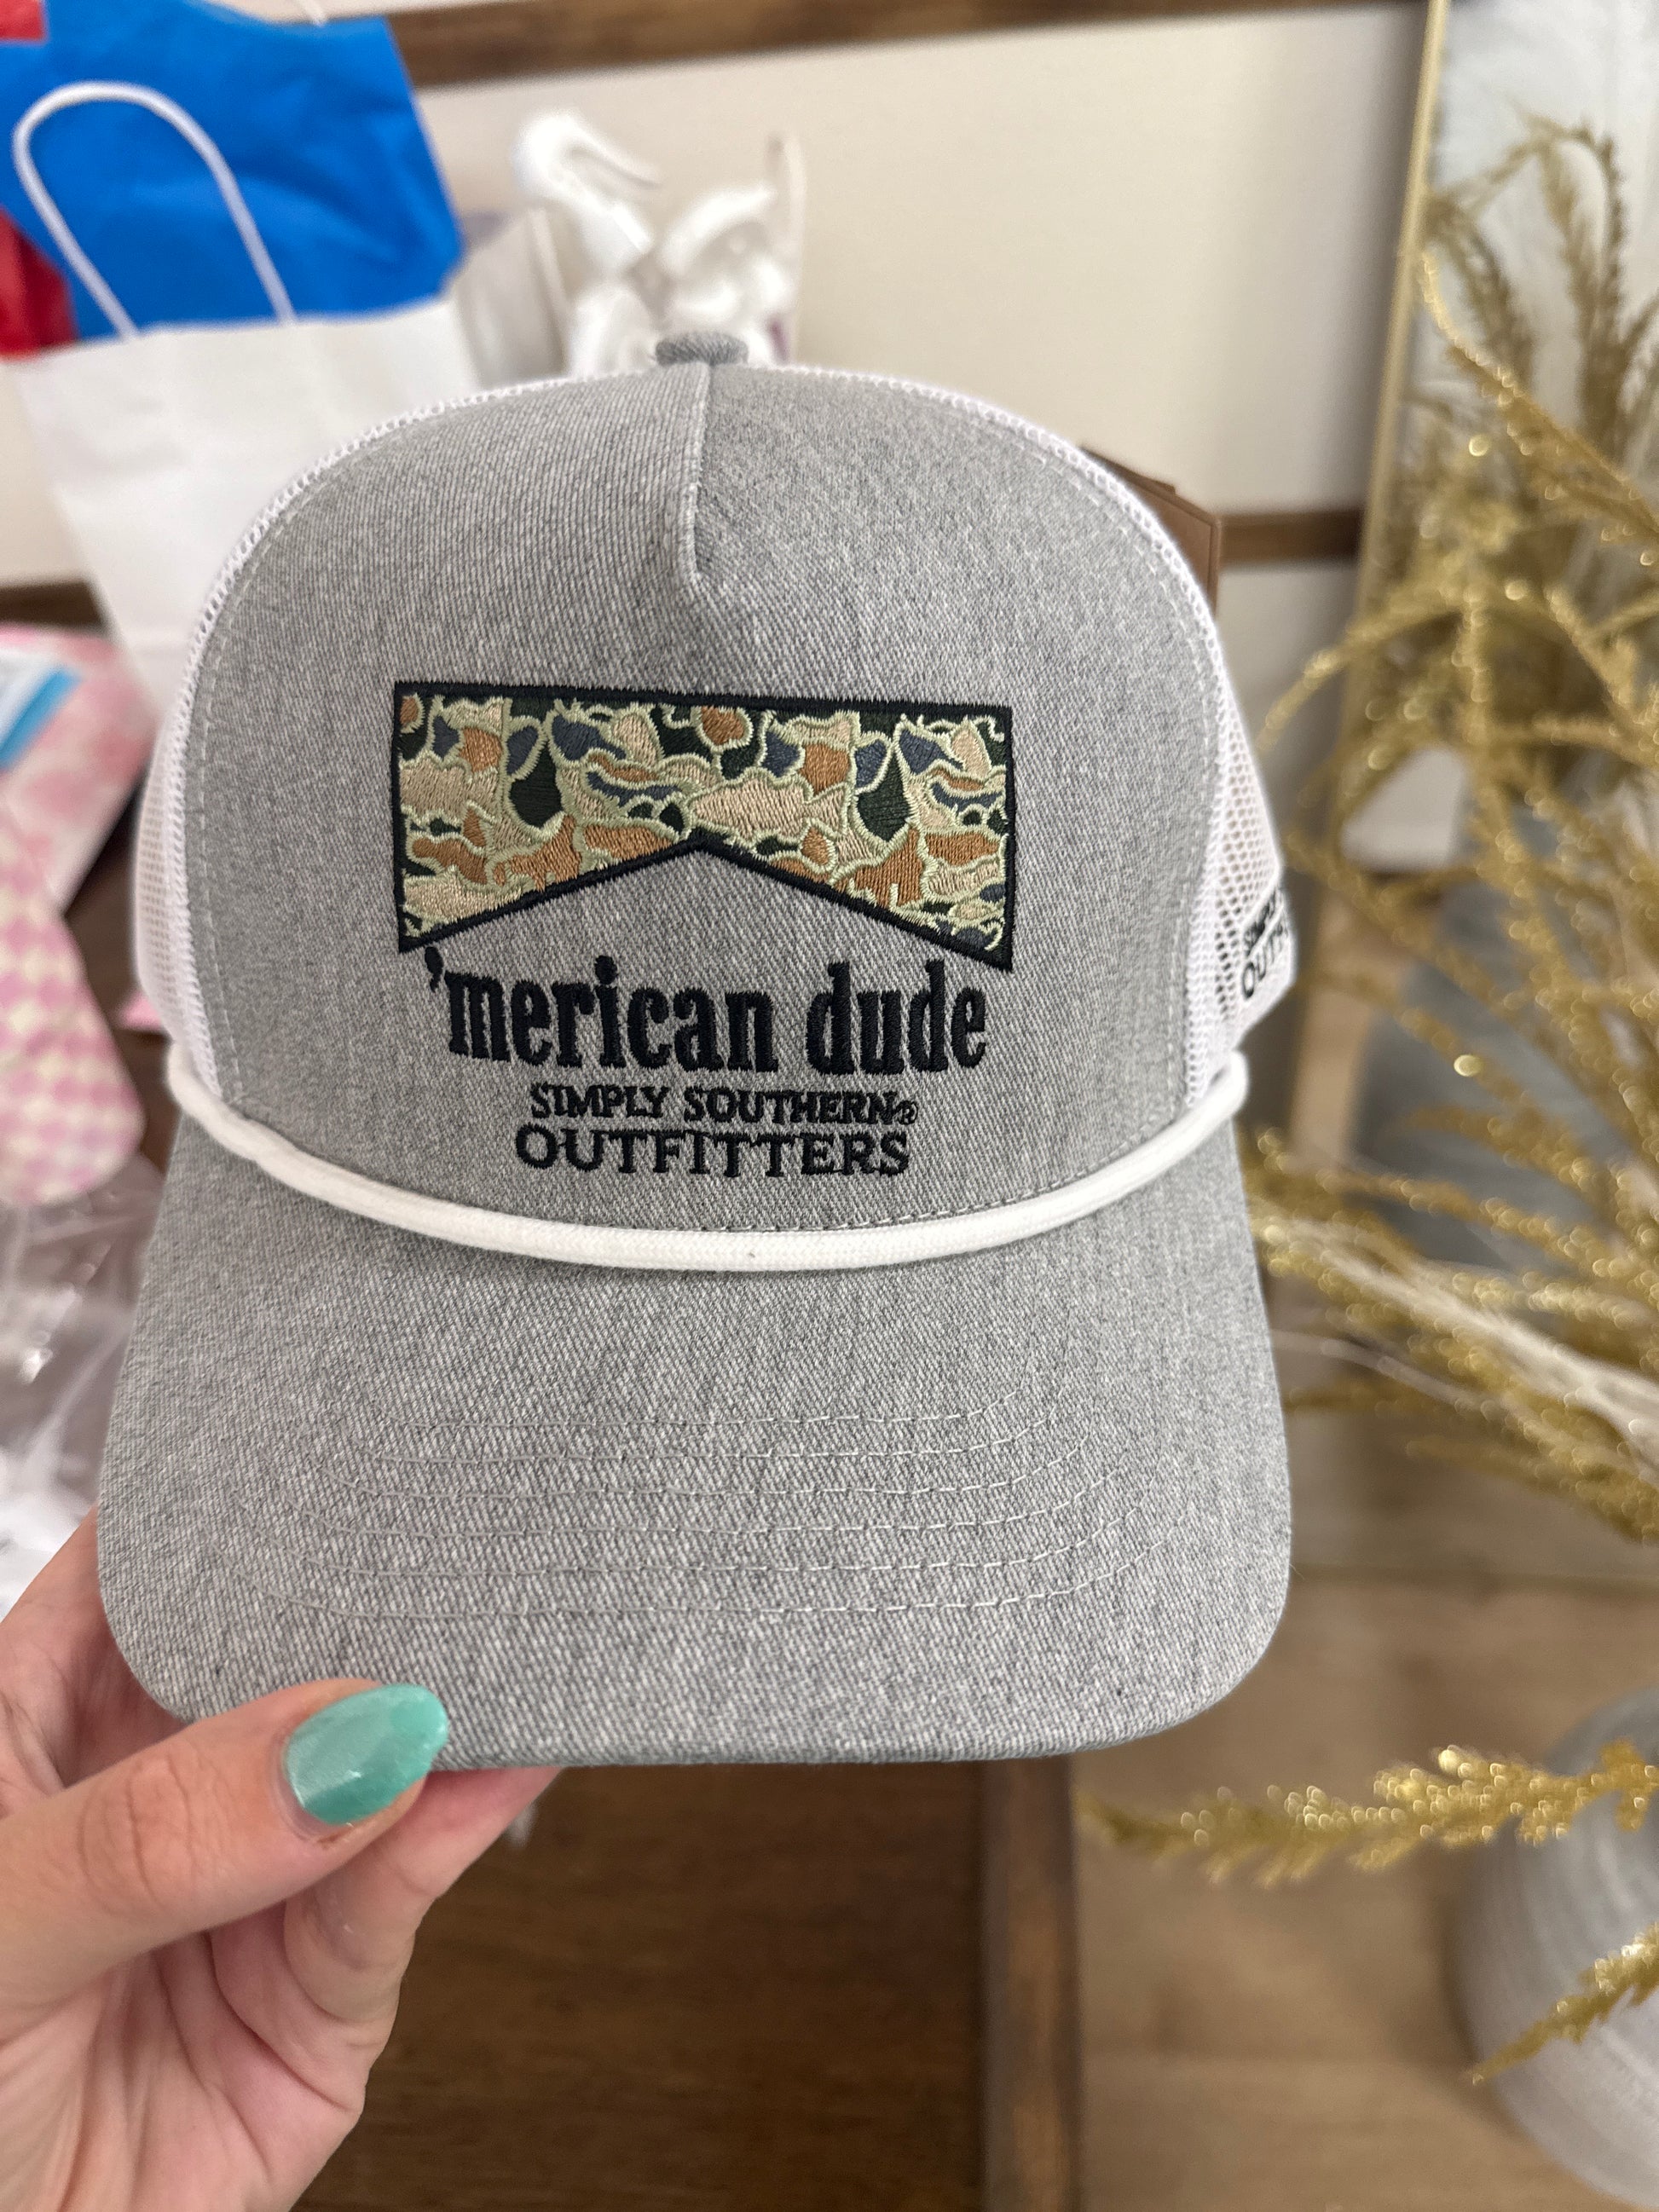 'merican dude
SIMPLY SOUTHERN®
OUTFITTERS